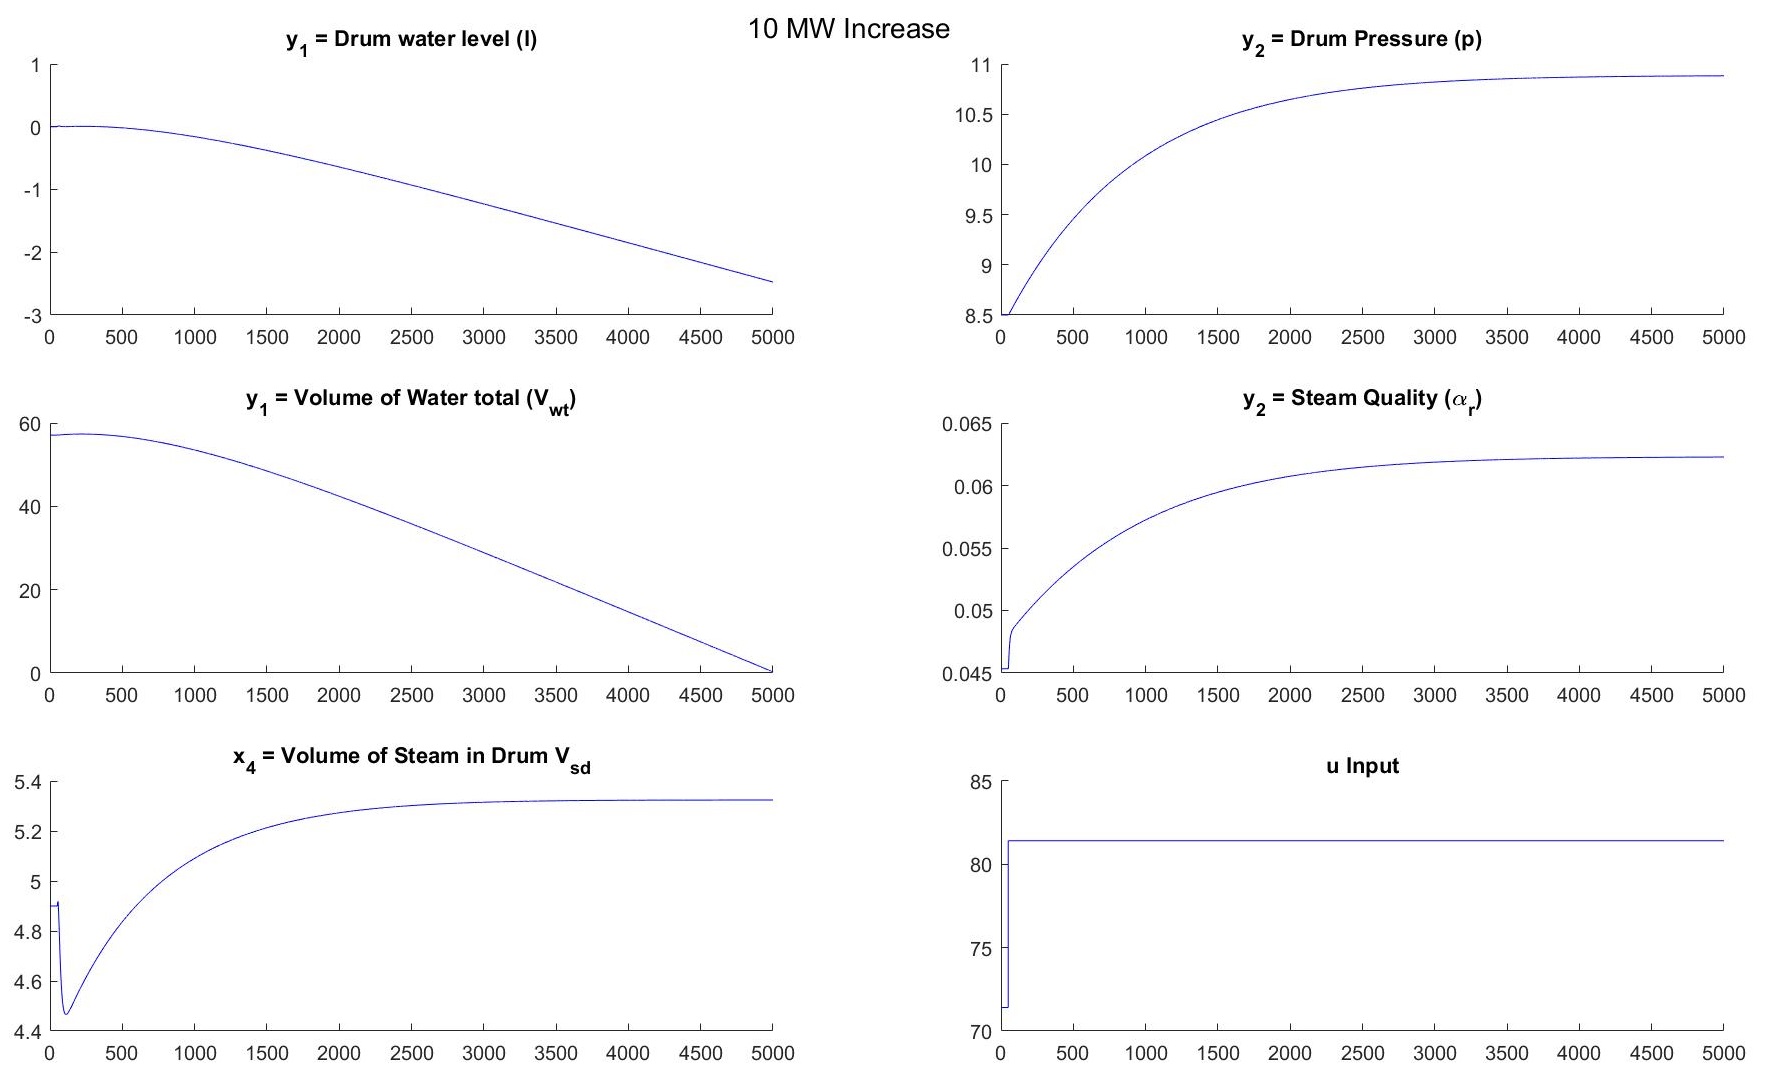 10 MW Increase
y1 = Drum water level (l)
1
0
-1
-2
-3
0 500 1000 1500 2000 2500 3000 3500 4000 4500 5000
y2 = Drum Pressure (p)
11
10.5
10
9.5
9
8.5
0 500 1000 1500 2000 2500 3000 3500 4000 4500 5000
y1 = Volume of Water total (Vwt)
60
40
20
0
0 500 1000 1500 2000 2500 3000 3500 4000 4500 5000
y2 = Steam Quality (αr)
0.065
0.06
0.055
0.05
0.045
0 500 1000 1500 2000 2500 3000 3500 4000 4500 5000
x4 = Volume of Steam in Drum Vsd
5.4
5.2
5
4.8
4.6
4.4
0 500 1000 1500 2000 2500 3000 3500 4000 4500 5000
u Input
85
80
75
70
0 500 1000 1500 2000 2500 3000 3500 4000 4500 5000